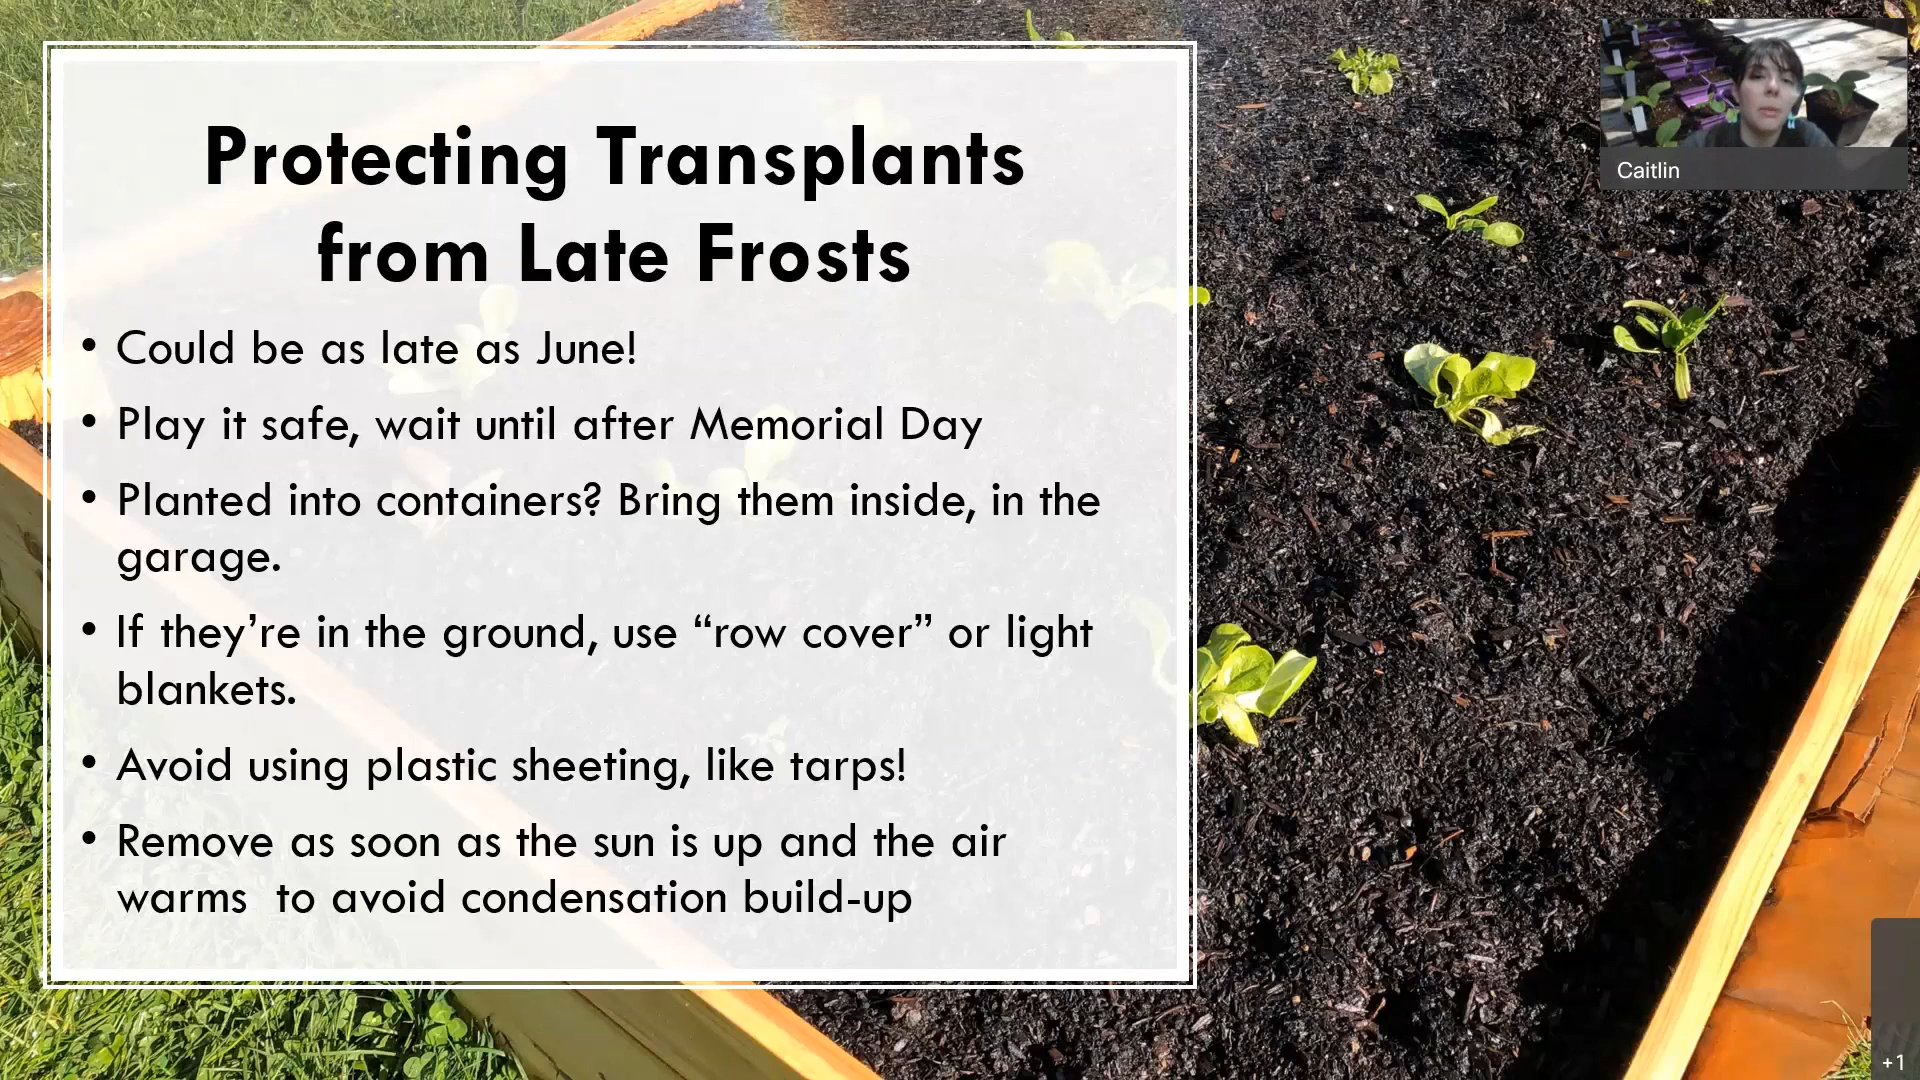 Protecting Transplants
from Late Frosts
• Could be as late as June!
• Play it safe, wait until after Memorial Day
• Planted into containers? Bring them inside, in the
garage.
• If they’re in the ground, use “row cover” or light
blankets.
• Avoid using plastic sheeting, like tarps!
• Remove as soon as the sun is up and the air
warms  to avoid condensation build-up
Caitlin
+1